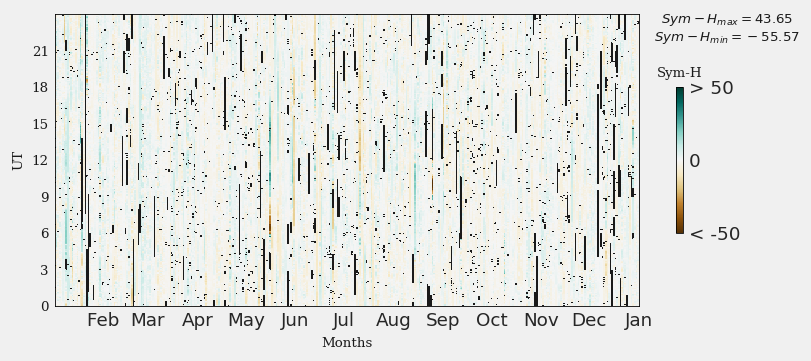 Sym − H_max = 43.65
Sym − H_min = −55.57
Sym-H
> 50
0
< -50
21
18
15
12
9
6
3
0
UT
Feb Mar Apr May Jun Jul Aug Sep Oct Nov Dec Jan
Months